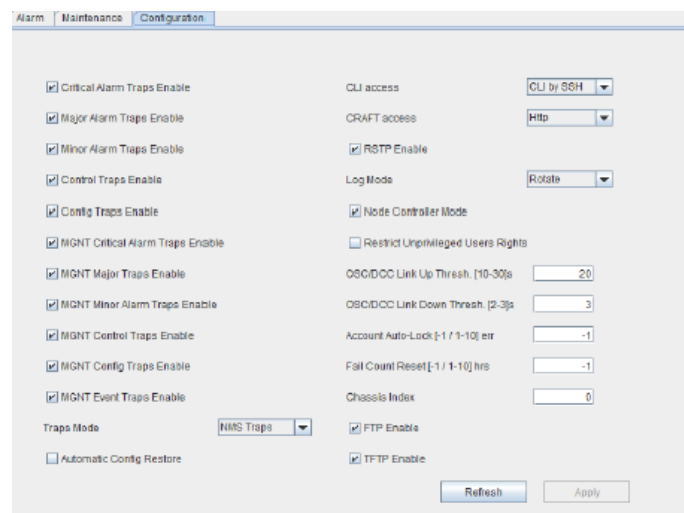 Alarm Maintenance Configuration
Critical Alarm Traps Enable CLI access CLI by SSH
Major Alarm Traps Enable CRAFT access Http
Minor Alarm Traps Enable RSTP Enable
Control Traps Enable Log Mode Rotate
Config Traps Enable Node Controller Mode
MGNT Critical Alarm Traps Enable Restrict Unprivileged Users Rights
MGNT Major Traps Enable OSC/DCC Link Up Thresh. [10-30]s 20
MGNT Minor Alarm Traps Enable OSC/DCC Link Down Thresh. [2-3]s 3
MGNT Control Traps Enable Account Auto-Lock [-1 / 1-10] err -1
MGNT Config Traps Enable Fail Count Reset [-1 / 1-10] hrs -1
MGNT Event Traps Enable Chassis Index 0
Traps Mode NMS Traps FTP Enable
Automatic Config Restore TFTP Enable
Refresh Apply